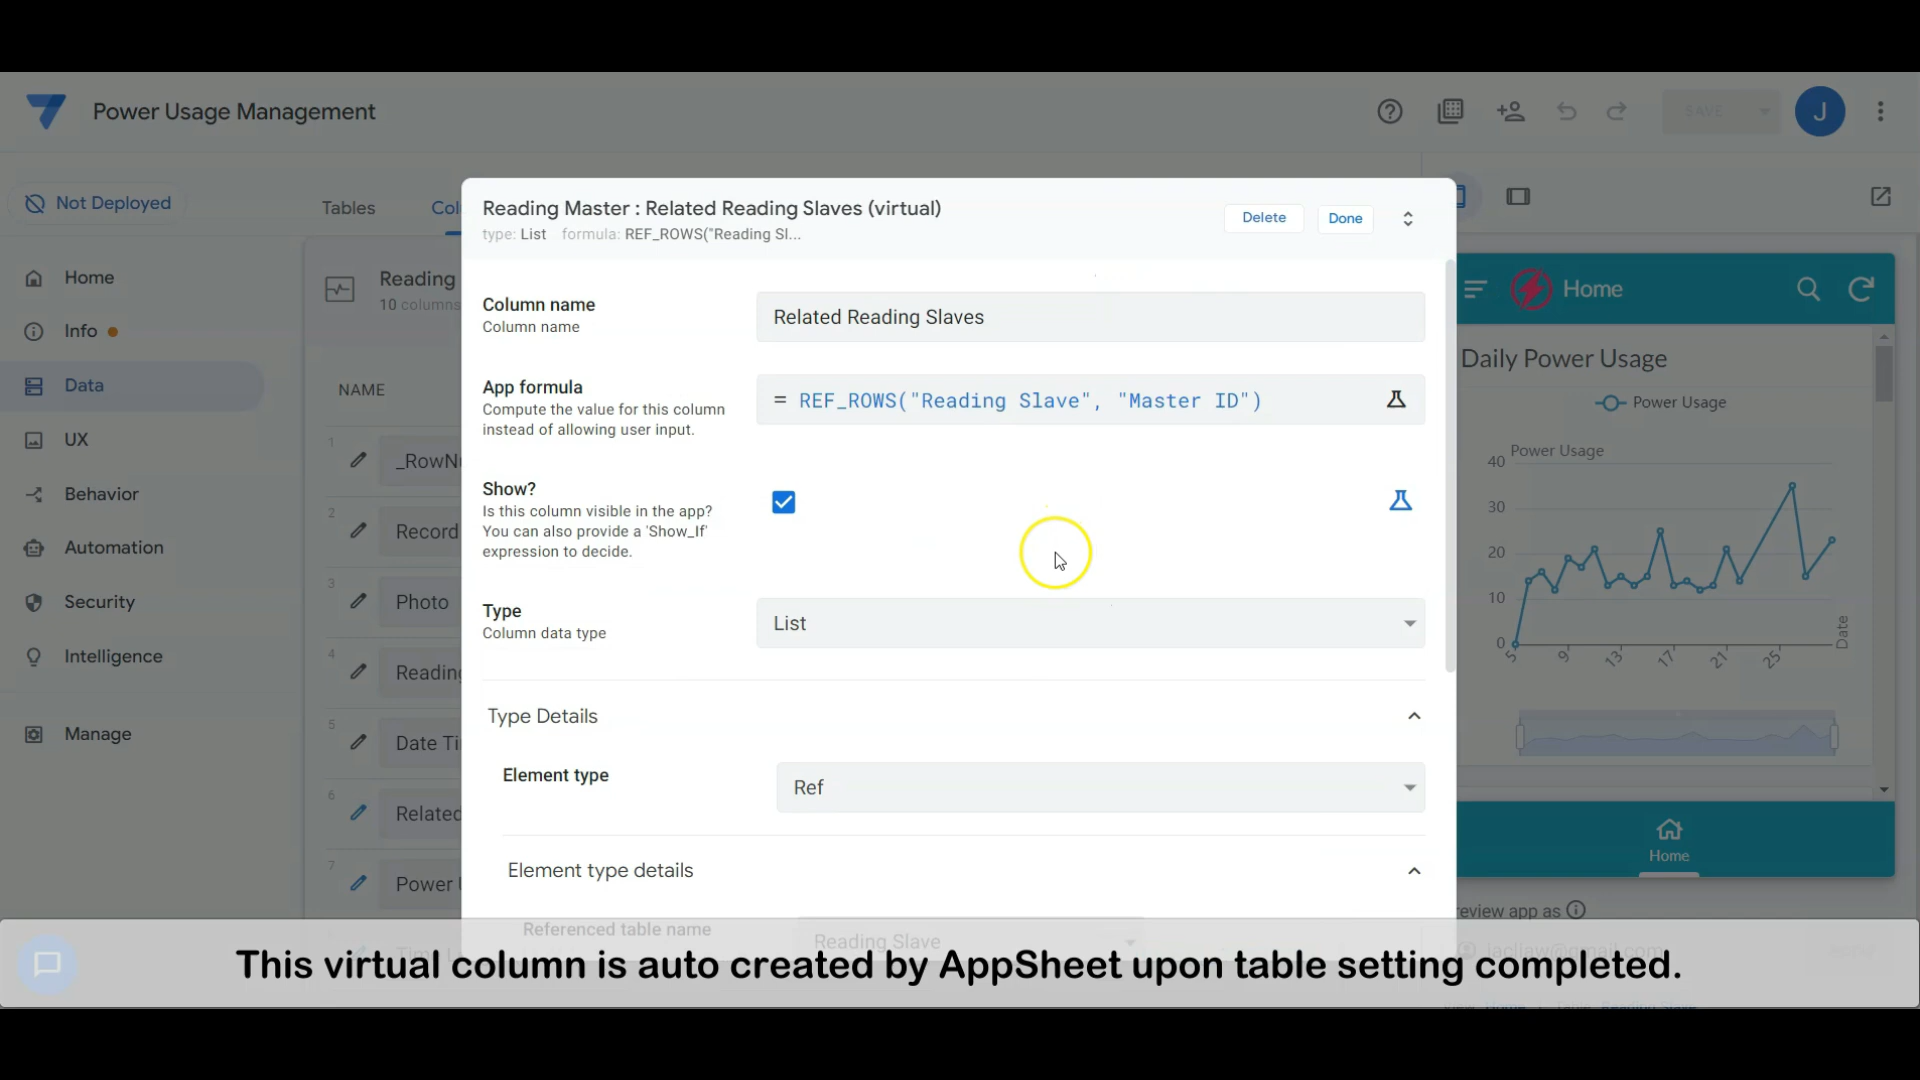 Power Usage Management
SAVE
J
Not Deployed
Tables
Col
Home
Info
Data
UX
Behavior
Automation
Security
Intelligence
Manage
Reading
10 columns
NAME
1
_RowNu
2
Record
3
Photo
4
Reading
5
Date Ti
6
Related
7
Power U
Reading Master : Related Reading Slaves (virtual)
type: List formula: REF_ROWS("Reading Sl...
Delete
Done
Column name
Column name
Related Reading Slaves
App formula
Compute the value for this column
instead of allowing user input.
= REF_ROWS("Reading Slave", "Master ID")
Show?
Is this column visible in the app?
You can also provide a 'Show_If'
expression to decide.
Type
Column data type
List
Type Details
Element type
Ref
Element type details
Referenced table name
Reading Slave
Home
Daily Power Usage
Power Usage
Power Usage
40
30
20
10
0
5
9
13
17
21
25
Date
Home
review app as
This virtual column is auto created by AppSheet upon table setting completed.